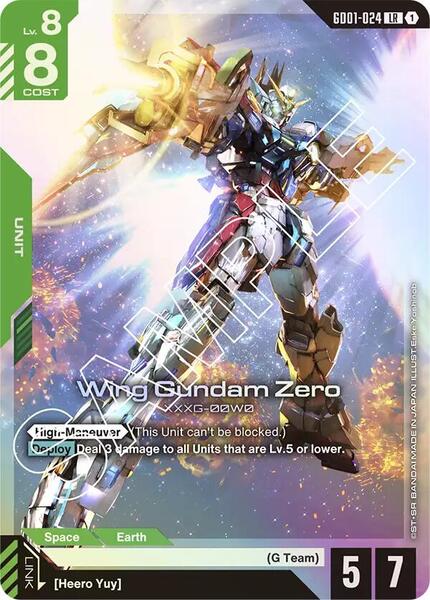 Lv. 8
8
COST
GD01-024 LR 1
UNIT
SAMPLE
Wing Gundam Zero
XXXG-00W0
High-Maneuver (This Unit can't be blocked.)
Deploy Deal 3 damage to all Units that are Lv.5 or lower.
Space Earth
(G Team)
LINK
[Heero Yuy]
5 7